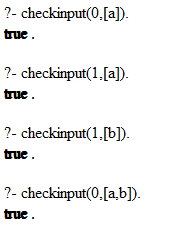 ?- checkinput(0,[a]).
true .
?- checkinput(1,[a]).
true .
?- checkinput(1,[b]).
true .
?- checkinput(0,[a,b]).
true .